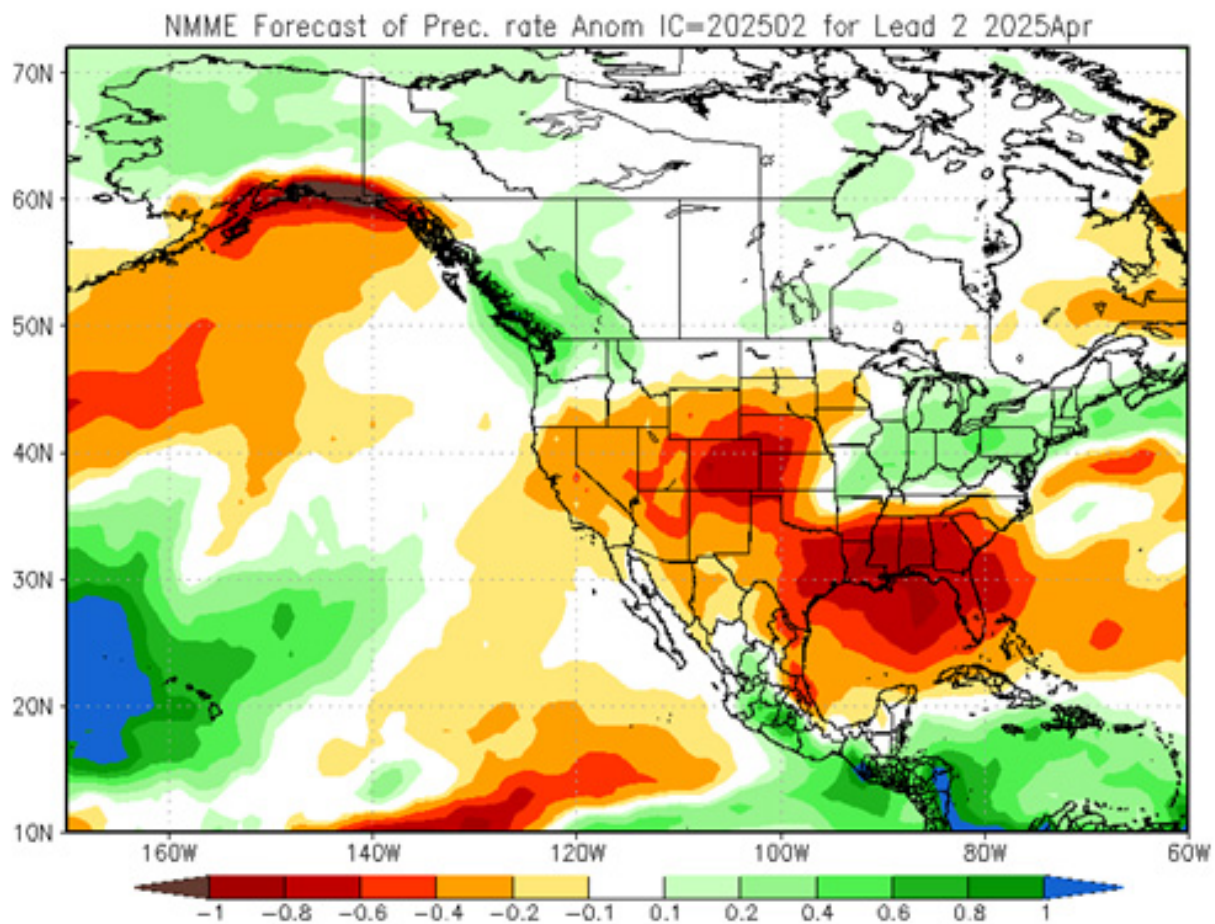 NMME Forecast of Prec. rate Anom IC=202502 for Lead 2 2025Apr
70N
60N
50N
40N
30N
20N
10N
160W 140W 120W 100W 80W 60W
-1 -0.8 -0.6 -0.4 -0.2 -0.1 0.1 0.2 0.4 0.6 0.8 1